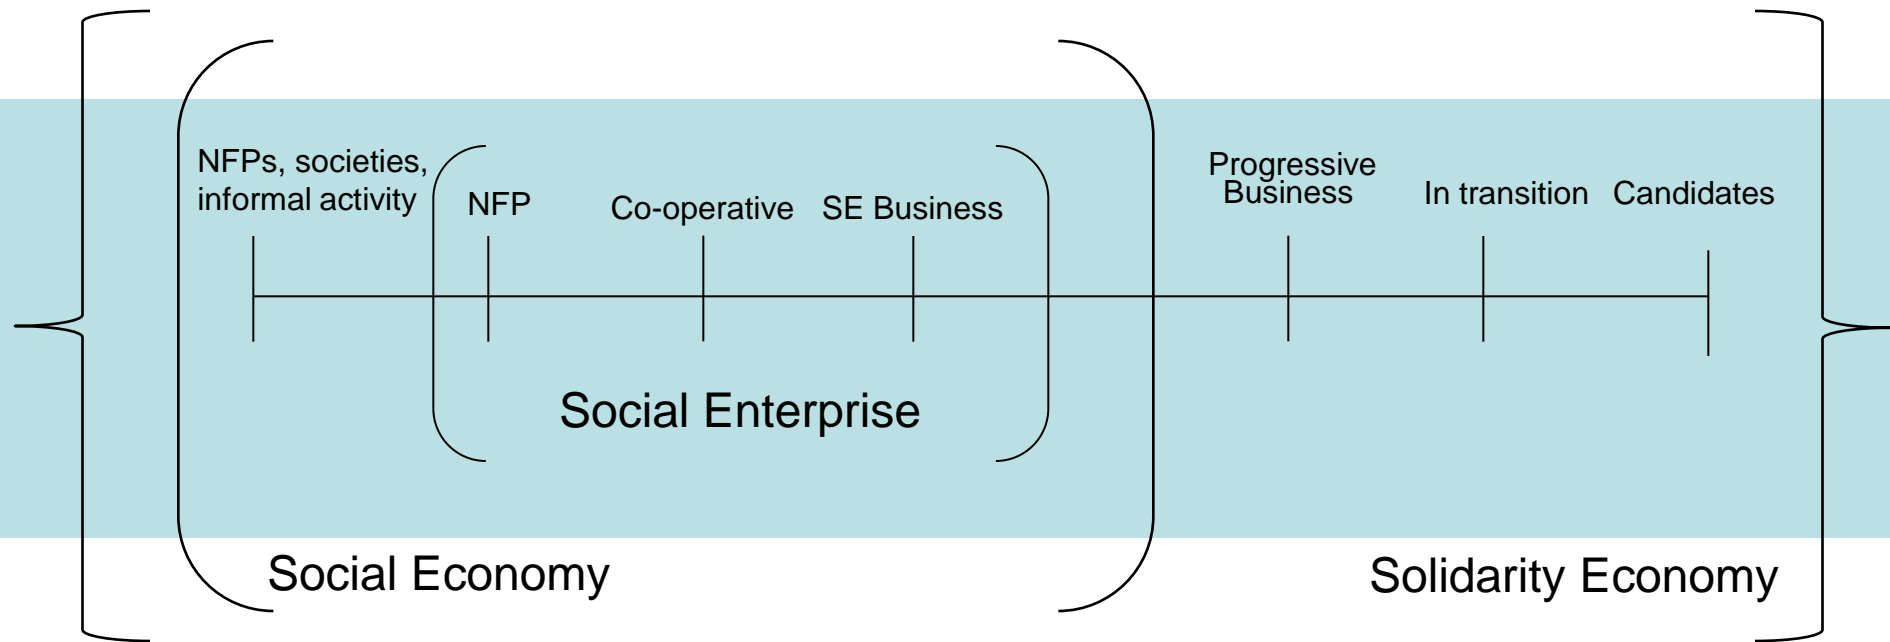 NFPs, societies,
informal activity
NFP
Co-operative
SE Business
Progressive
Business
In transition
Candidates
Social Enterprise
Social Economy
Solidarity Economy